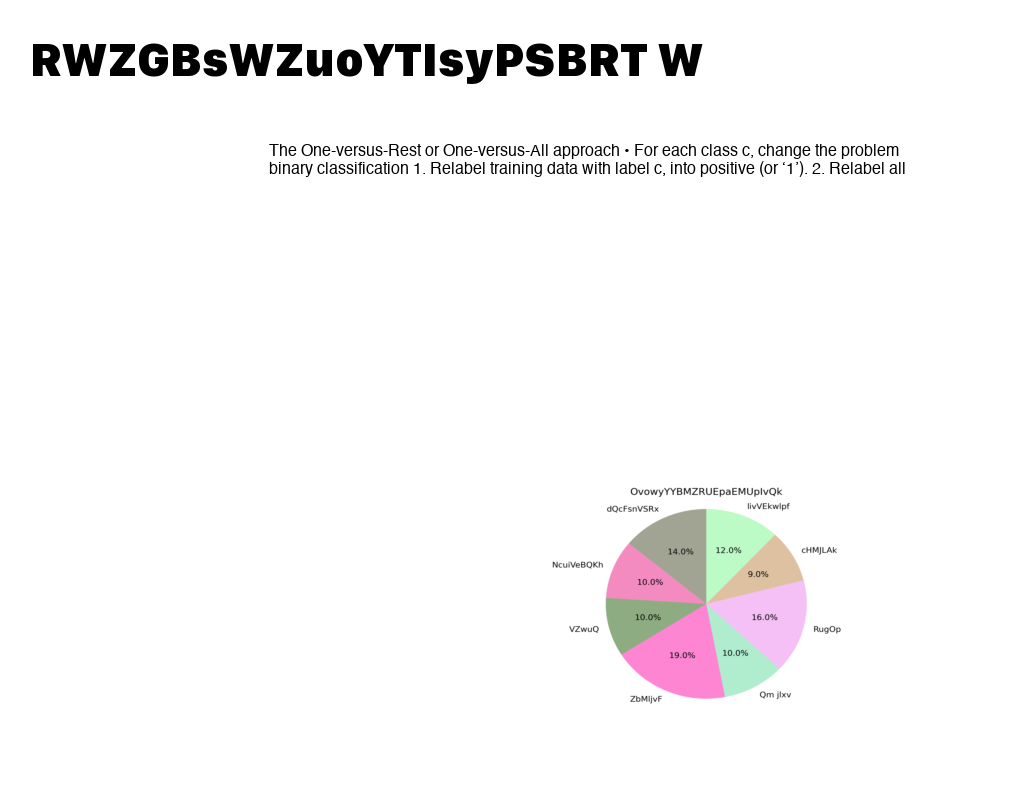 RWZGBsWZuoYTIsyPSBRT W
The One-versus-Rest or One-versus-All approach • For each class c, change the problem
binary classification 1. Relabel training data with label c, into positive (or ‘1’). 2. Relabel all
OvowyYYBMZRUEpaEMUpIvQk
dQcFsnVSRx
IivVEkwIpf
14.0%
12.0%
cHMJLAk
NcuiVeBQKh
9.0%
10.0%
10.0%
16.0%
VZwuQ
RugOp
19.0%
10.0%
ZbMljvF
Qm jlxv